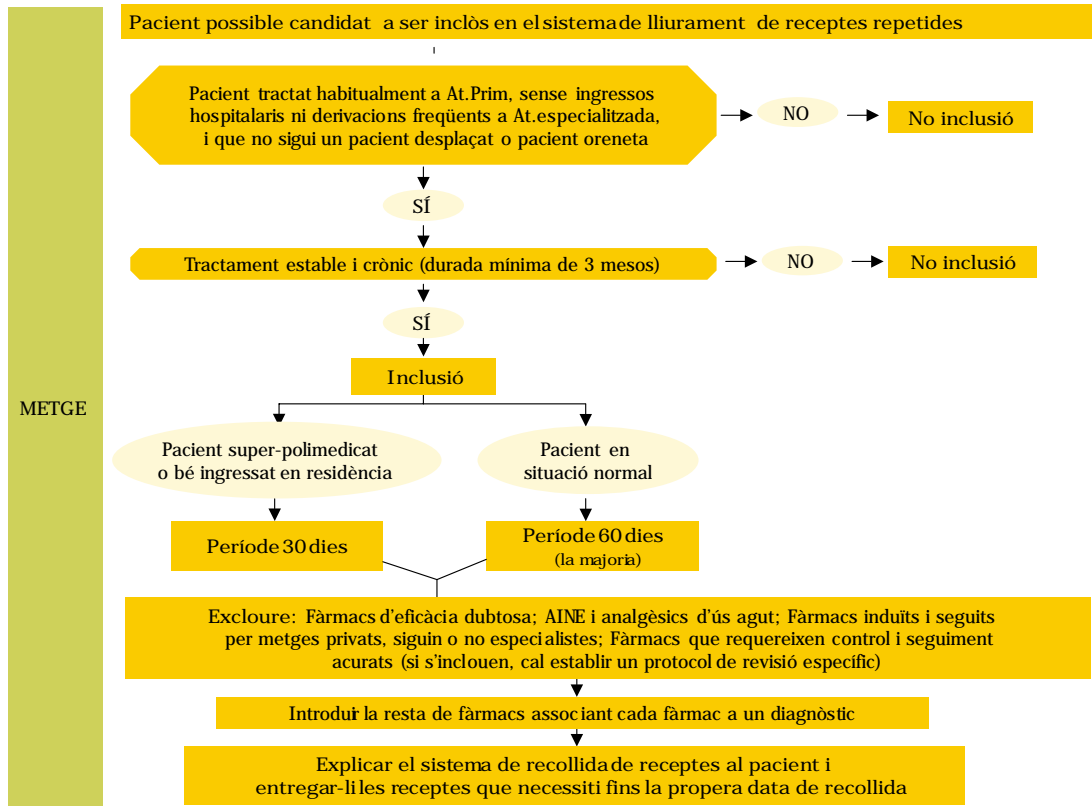 Pacient possible candidat a ser inclòs en el sistema de lliurament de receptes repetides
Pacient tractat habitualment a At.Prim, sense ingressos
hospitalaris ni derivacions freqüents a At.especialitzada,
i que no sigui un pacient desplaçat o pacient oreneta
NO
No inclusió
SÍ
Tractament estable i crònic (durada mínima de 3 mesos)
NO
No inclusió
SÍ
Inclusió
METGE
Pacient super-polimedicat
o bé ingressat en residència
Pacient en
situació normal
Període 30 dies
Període 60 dies
(la majoria)
Excloure: Fàrmacs d'eficàcia dubtosa; AINE i analgèsics d'ús agut; Fàrmacs induïts i seguits
per metges privats, siguin o no especialistes; Fàrmacs que requereixen control i seguiment
acurats (si s'inclouen, cal establir un protocol de revisió específic)
Introduir la resta de fàrmacs associant cada fàrmac a un diagnòstic
Explicar el sistema de recollida de receptes al pacient i
entregar-li les receptes que necessiti fins la propera data de recollida